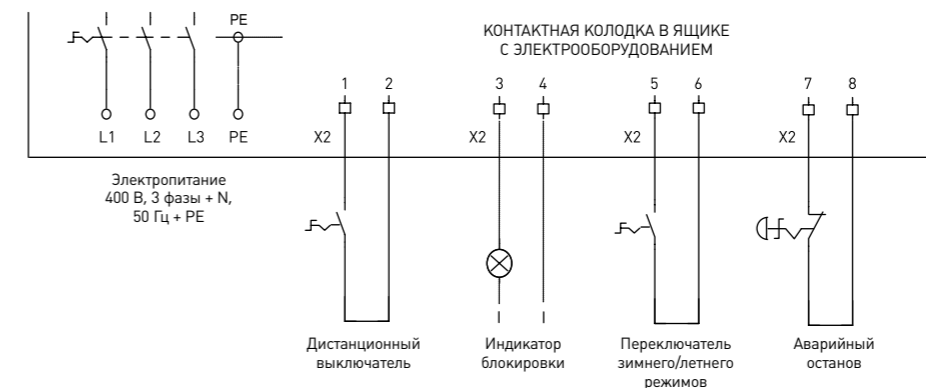 PE
КОНТАКТНАЯ КОЛОДКА В ЯЩИКЕ
С ЭЛЕКТРООБОРУДОВАНИЕМ
1 2 3 4 5 6 7 8
L1 L2 L3 PE X2 X2 X2 X2
Электропитание
400 В, 3 фазы + N,
50 Гц + PE
Дистанционный
выключатель
Индикатор
блокировки
Переключатель
зимнего/летнего
режимов
Аварийный
останов